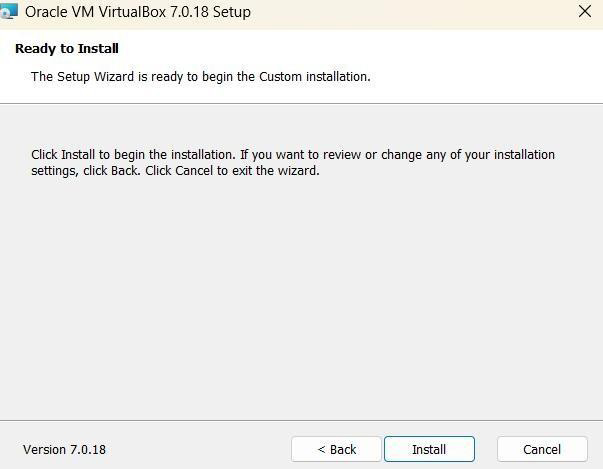 Oracle VM VirtualBox 7.0.18 Setup
Ready to Install
The Setup Wizard is ready to begin the Custom installation.
Click Install to begin the installation. If you want to review or change any of your installation
settings, click Back. Click Cancel to exit the wizard.
Version 7.0.18
< Back
Install
Cancel